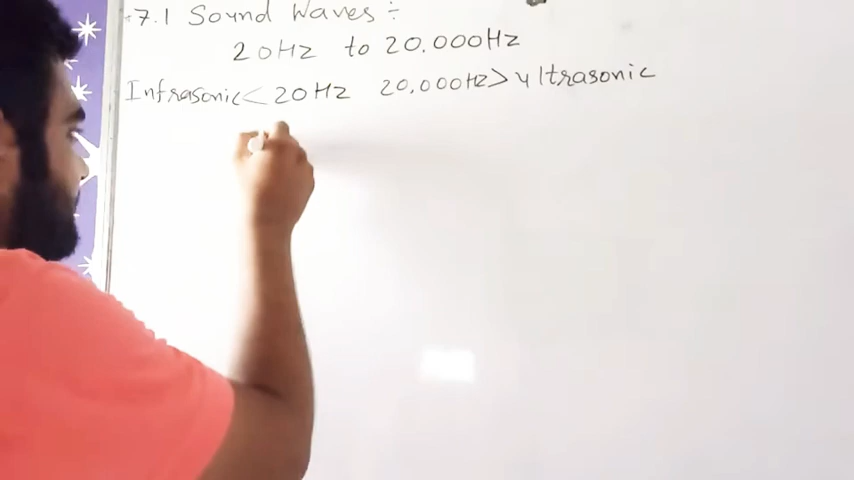 7.1 Sound Waves ÷
20Hz to 20.000Hz
Infrasonic < 20Hz 20.000Hz > ultrasonic